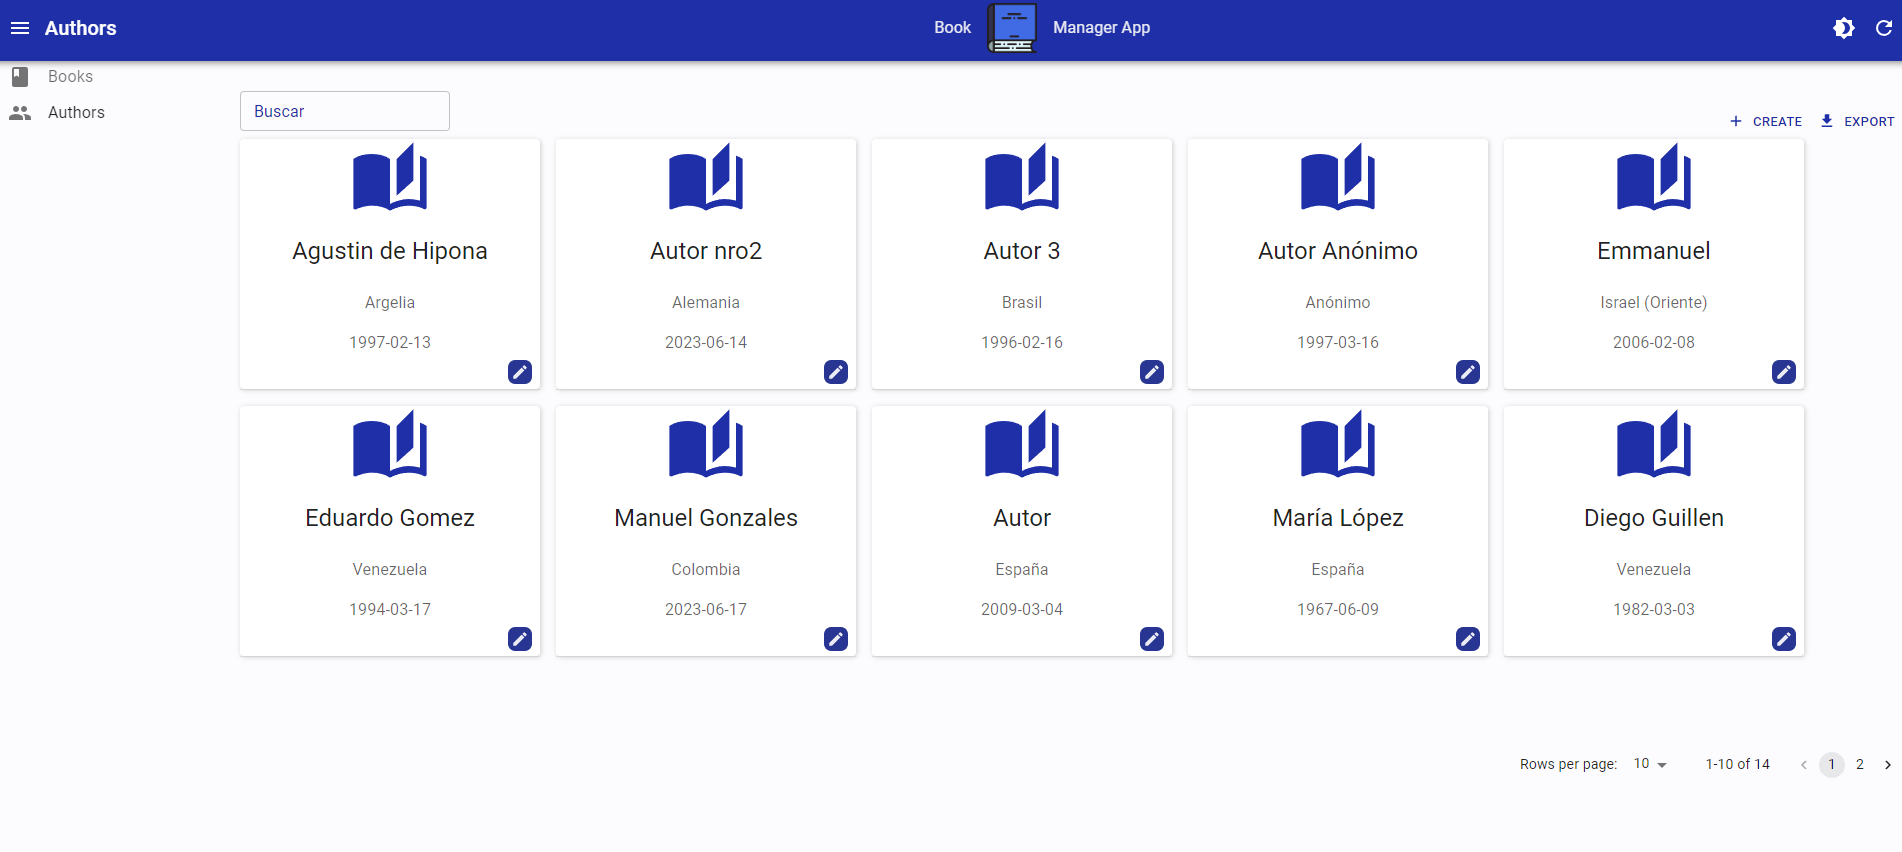 Authors
Book Manager App
Books
Authors
Buscar
CREATE EXPORT
Agustin de Hipona
Argelia
1997-02-13
Autor nro2
Alemania
2023-06-14
Autor 3
Brasil
1996-02-16
Autor Anónimo
Anónimo
1997-03-16
Emmanuel
Israel (Oriente)
2006-02-08
Eduardo Gomez
Venezuela
1994-03-17
Manuel Gonzales
Colombia
2023-06-17
Autor
España
2009-03-04
María López
España
1967-06-09
Diego Guillen
Venezuela
1982-03-03
Rows per page: 10 1-10 of 14 1 2